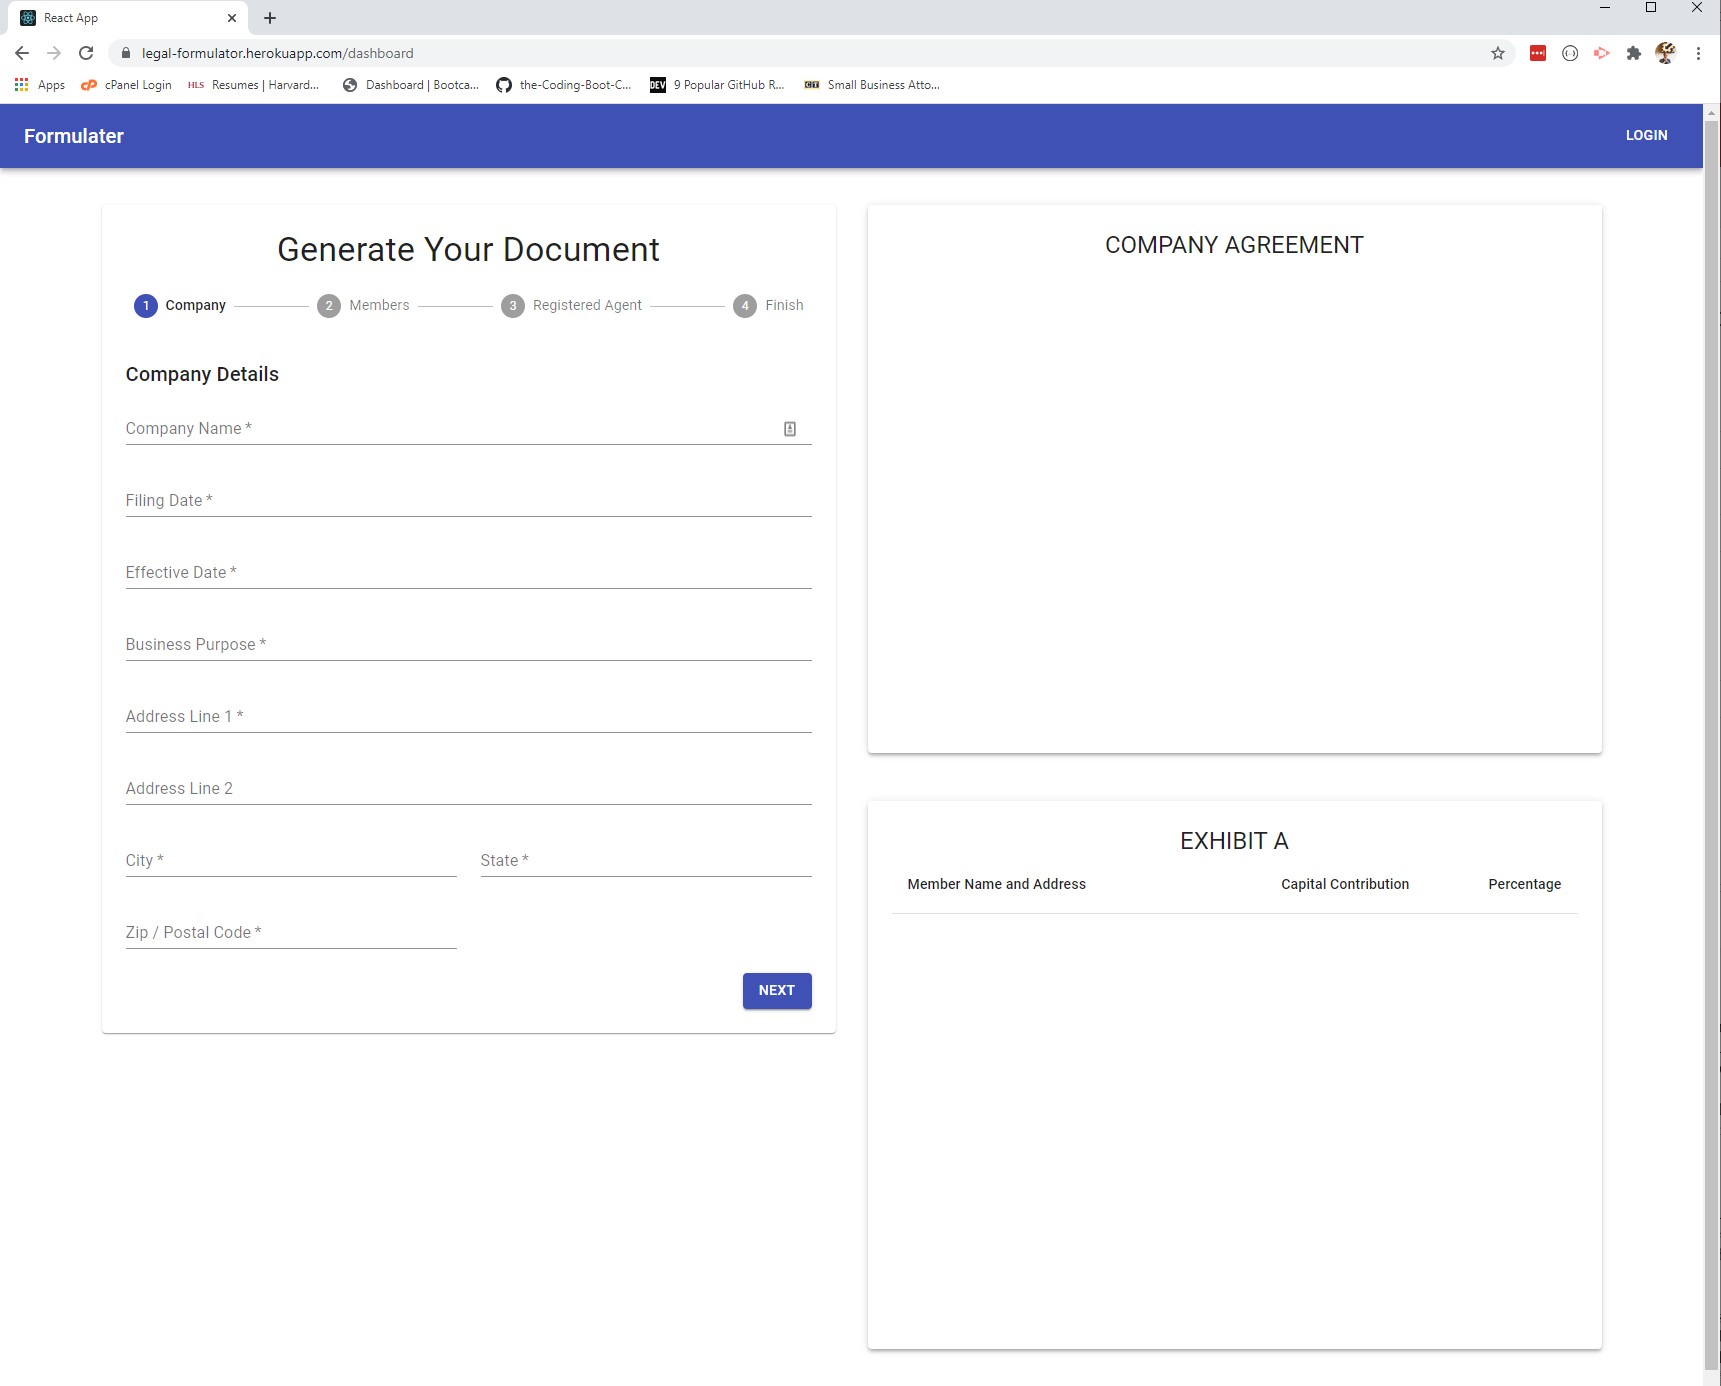 React App
legal-formulator.herokuapp.com/dashboard
Apps
cP cPanel Login
HLS Resumes | Harvard...
Dashboard | Bootca...
the-Coding-Boot-C...
DEV 9 Popular GitHub R...
Small Business Atto...
Formulater
LOGIN
Generate Your Document
1 Company 2 Members 3 Registered Agent 4 Finish
Company Details
Company Name *
Filing Date *
Effective Date *
Business Purpose *
Address Line 1 *
Address Line 2
City * State *
Zip / Postal Code *
NEXT
COMPANY AGREEMENT
EXHIBIT A
Member Name and Address Capital Contribution Percentage